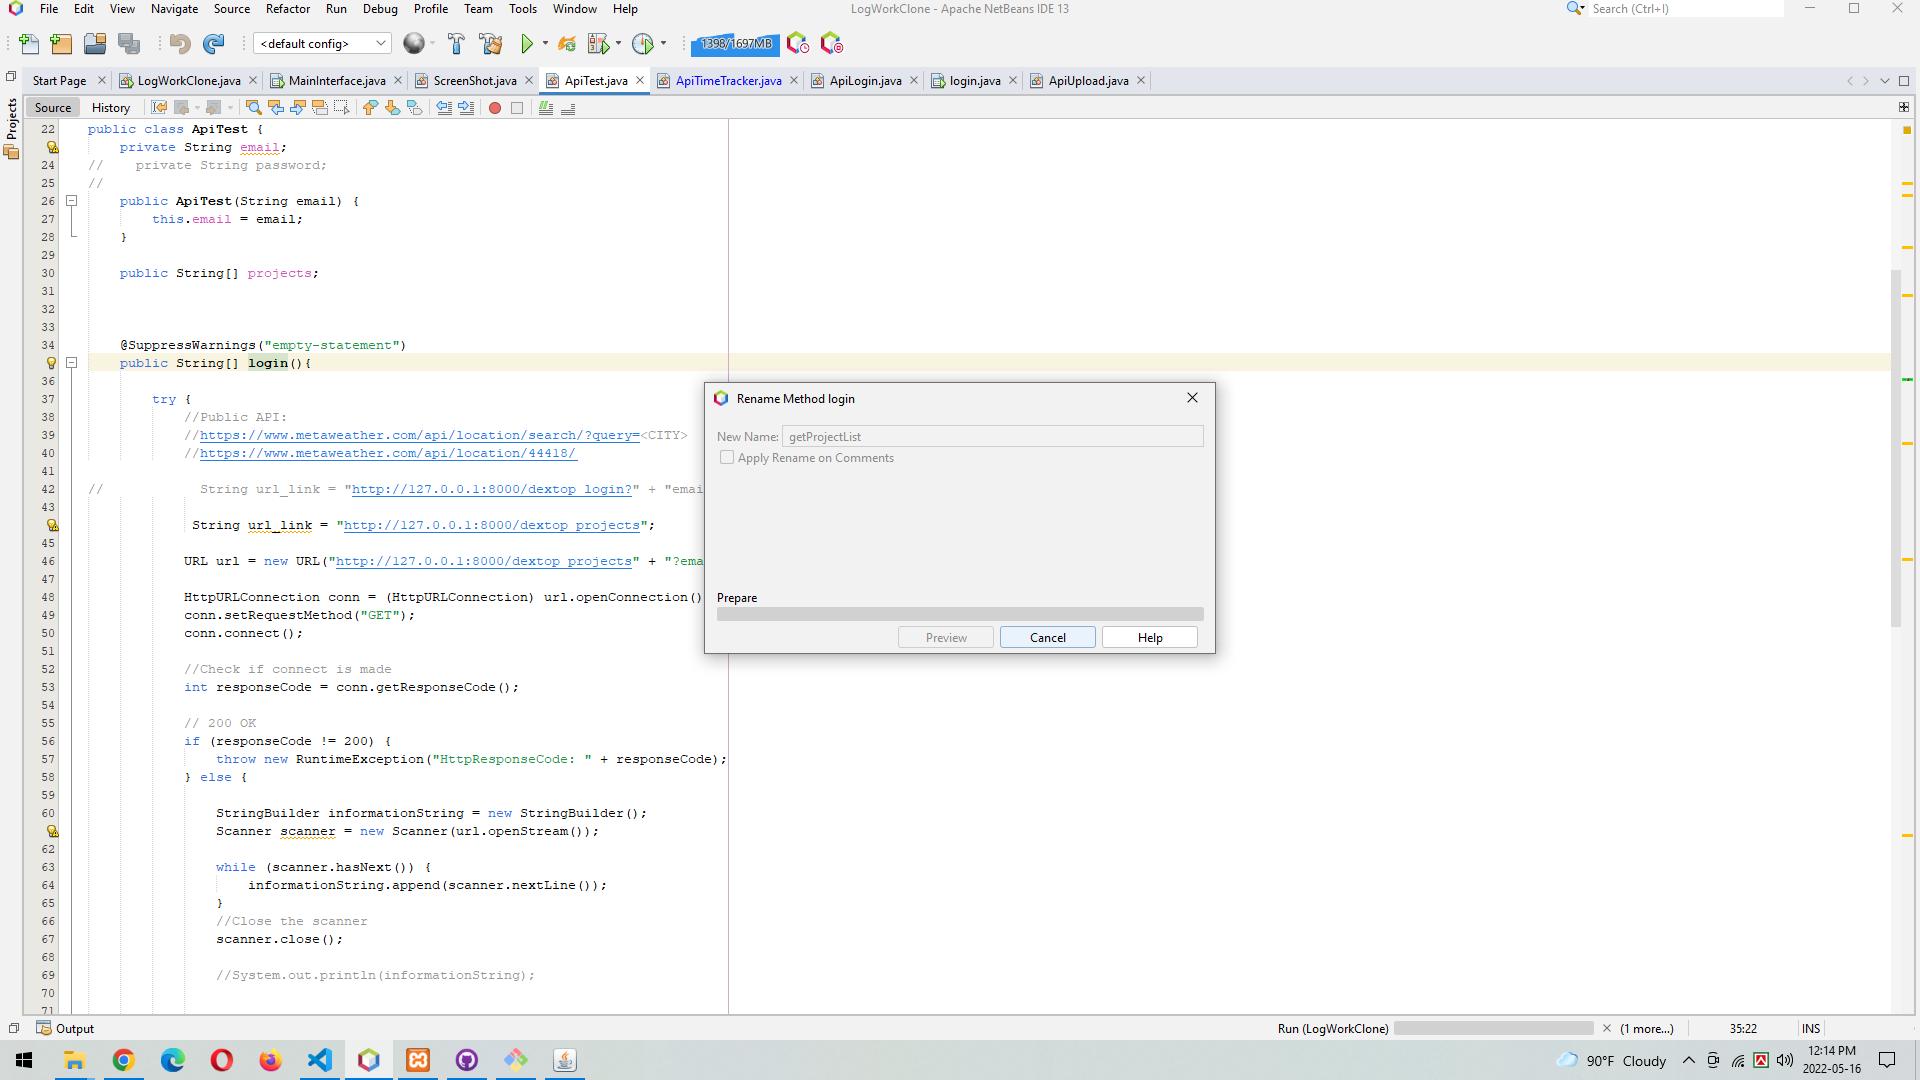 File Edit View Navigate Source Refactor Run Debug Profile Team Tools Window Help
LogWorkClone - Apache NetBeans IDE 13
Search (Ctrl+I)
<default config>
1398/1697MB
Start Page
LogWorkClone.java
MainInterface.java
ScreenShot.java
ApiTest.java
ApiTimeTracker.java
ApiLogin.java
login.java
ApiUpload.java
Source
History
Projects
22 public class ApiTest {
private String email;
24 // private String password;
25 //
26 public ApiTest(String email) {
27 this.email = email;
28 }
29
30 public String[] projects;
31
32
33
34 @SuppressWarnings("empty-statement")
public String[] login(){
36
37 try {
38 //Public API:
39 //https://www.metaweather.com/api/location/search/?query=<CITY>
40 //https://www.metaweather.com/api/location/44418/
41
42 // String url_link = "http://127.0.0.1:8000/dextop_login?" + "emai
43
String url_link = "http://127.0.0.1:8000/dextop_projects";
45
46 URL url = new URL("http://127.0.0.1:8000/dextop_projects" + "?ema
47
48 HttpURLConnection conn = (HttpURLConnection) url.openConnection()
49 conn.setRequestMethod("GET");
50 conn.connect();
51
52 //Check if connect is made
53 int responseCode = conn.getResponseCode();
54
55 // 200 OK
56 if (responseCode != 200) {
57 throw new RuntimeException("HttpResponseCode: " + responseCode);
58 } else {
59
60 StringBuilder informationString = new StringBuilder();
Scanner scanner = new Scanner(url.openStream());
62
63 while (scanner.hasNext()) {
64 informationString.append(scanner.nextLine());
65 }
66 //Close the scanner
67 scanner.close();
68
69 //System.out.println(informationString);
70
71
Rename Method login
New Name: getProjectList
Apply Rename on Comments
Prepare
Preview
Cancel
Help
Output
Run (LogWorkClone)
(1 more...)
35:22
INS
90°F Cloudy
12:14 PM
2022-05-16